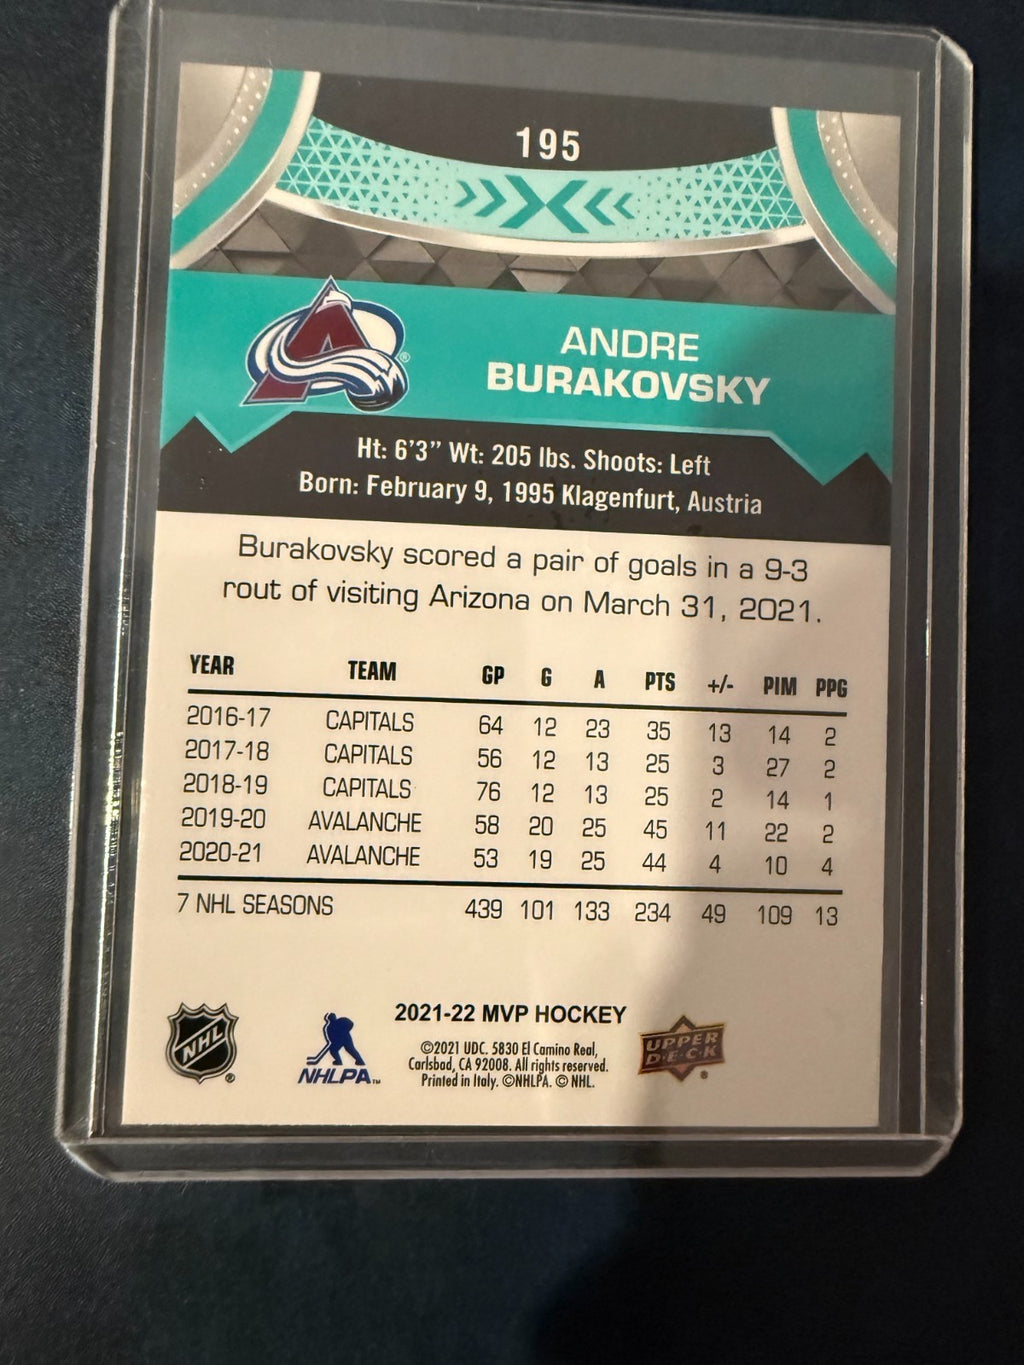 195
ANDRE
BURAKOVSKY
Ht: 6'3" Wt: 205 lbs. Shoots: Left
Born: February 9, 1995 Klagenfurt, Austria
Burakovsky scored a pair of goals in a 9-3
rout of visiting Arizona on March 31, 2021.
YEAR TEAM GP G A PTS +/- PIM PPG
2016-17 CAPITALS 64 12 23 35 13 14 2
2017-18 CAPITALS 56 12 13 25 3 27 2
2018-19 CAPITALS 76 12 13 25 2 14 1
2019-20 AVALANCHE 58 20 25 45 11 22 2
2020-21 AVALANCHE 53 19 25 44 4 10 4
7 NHL SEASONS 439 101 133 234 49 109 13
NHL ®
NHLPA™
2021-22 MVP HOCKEY
©2021 UDC. 5830 El Camino Real,
Carlsbad, CA 92008. All rights reserved.
Printed in Italy. ©NHLPA. © NHL.
UPPER
DECK ®